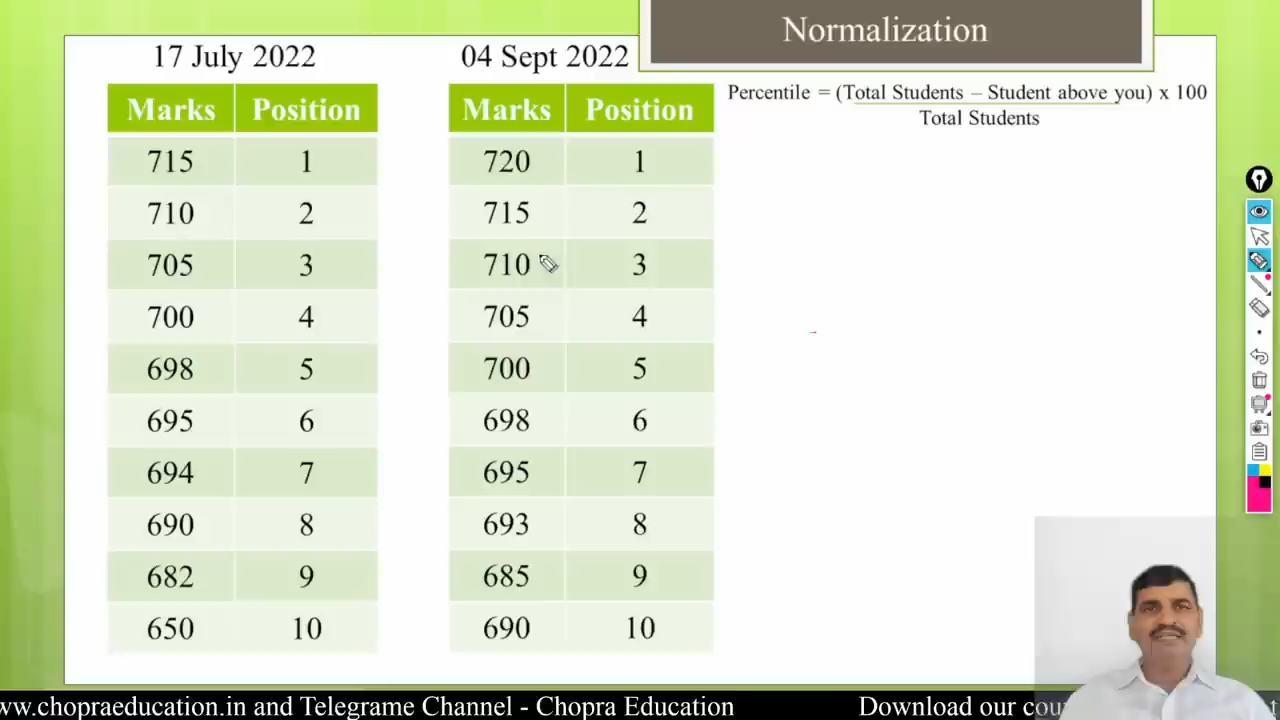 Normalization
17 July 2022
Marks Position
715 1
710 2
705 3
700 4
698 5
695 6
694 7
690 8
682 9
650 10
04 Sept 2022
Marks Position
720 1
715 2
710 3
705 4
700 5
698 6
695 7
693 8
685 9
690 10
Percentile = (Total Students – Student above you) x 100
Total Students
ww.chopraeducation.in and Telegrame Channel - Chopra Education
Download our